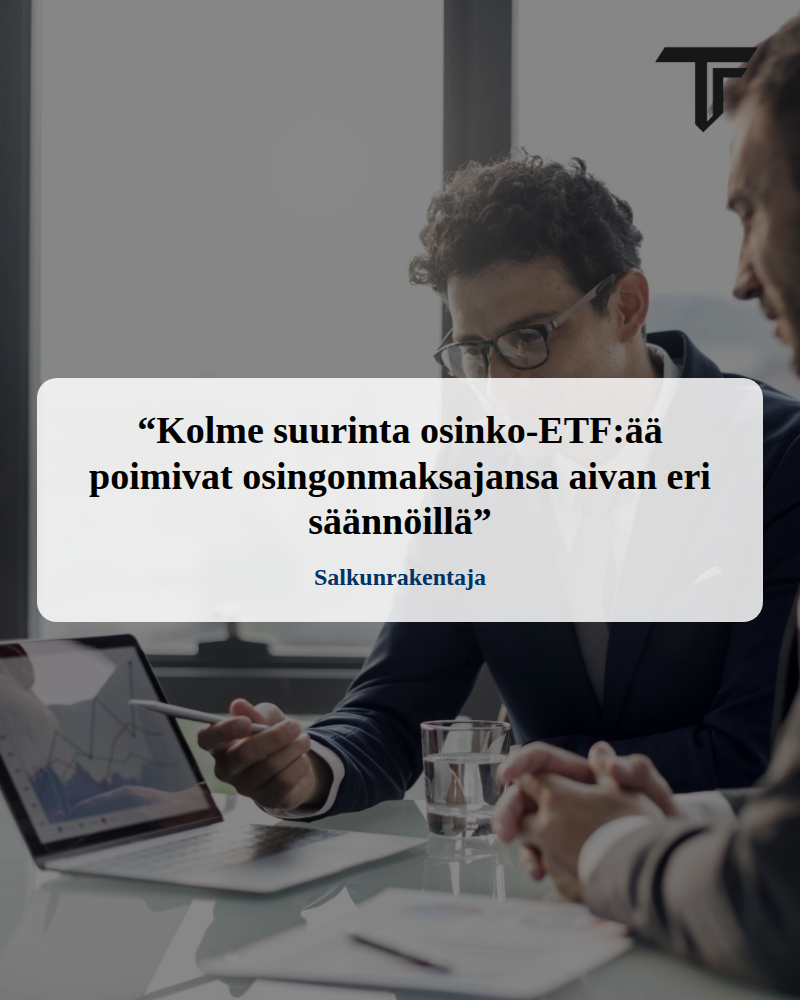 “Kolme suurinta osinko-ETF:ää
poimivat osingonmaksajansa aivan eri
säännöillä”
Salkunrakentaja